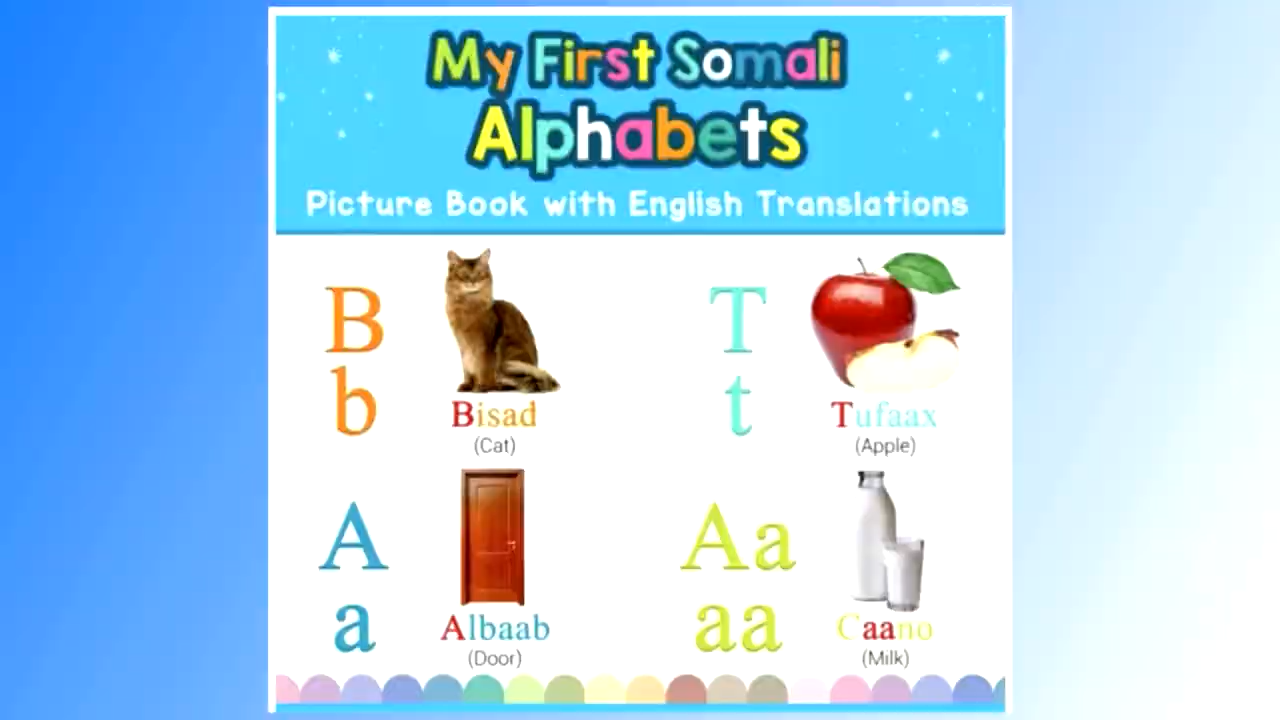 My First Somali
Alphabets
Picture Book with English Translations
B
b
Bisad
(Cat)
T
t
Tufaax
(Apple)
A
a
Albaab
(Door)
Aa
aa
Caano
(Milk)